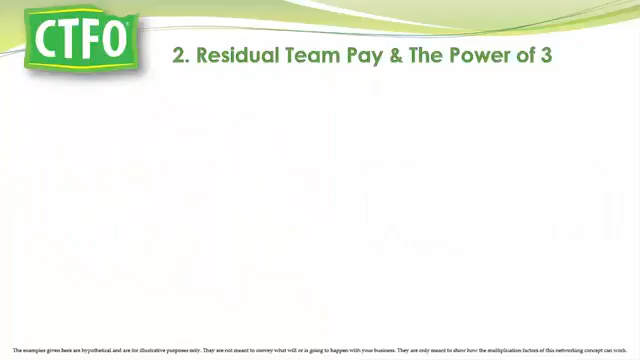 CTFO®
2. Residual Team Pay & The Power of 3
The examples given here are hypothetical and are for illustrative purposes only. They are not meant to convey what will or is going to happen with your business. They are only meant to show how the multiplication factors of this networking concept can work.